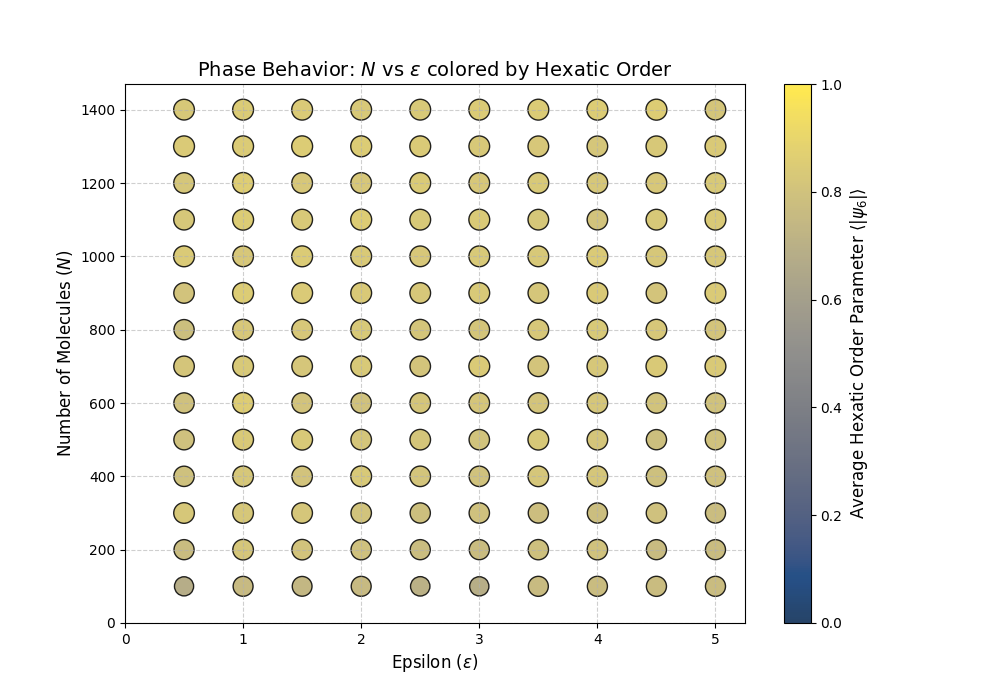 Phase Behavior: N vs ε colored by Hexatic Order
Number of Molecules (N)
1400
1200
1000
800
600
400
200
0
0 1 2 3 4 5
Epsilon (ε)
1.0
0.8
0.6
0.4
0.2
0.0
Average Hexatic Order Parameter ⟨|ψ₆|⟩